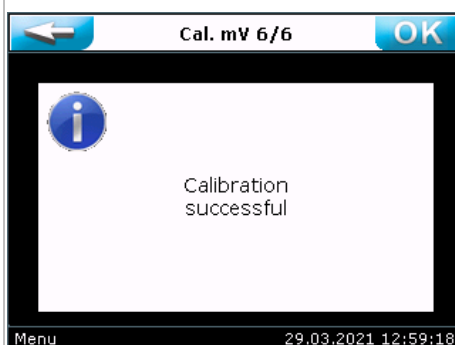 Cal. mV 6/6 OK
Calibration
successful
Menu 29.03.2021 12:59:18